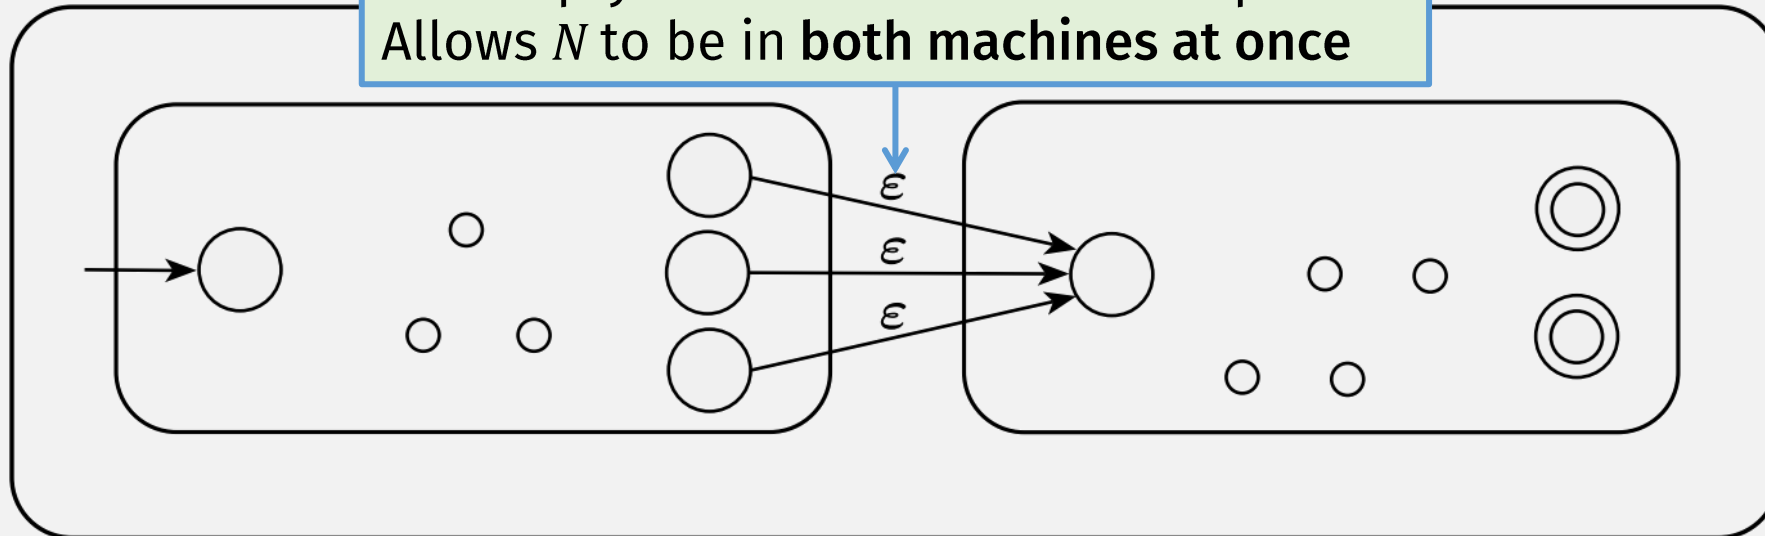 Allows N to be in both machines at once
ε
ε
ε